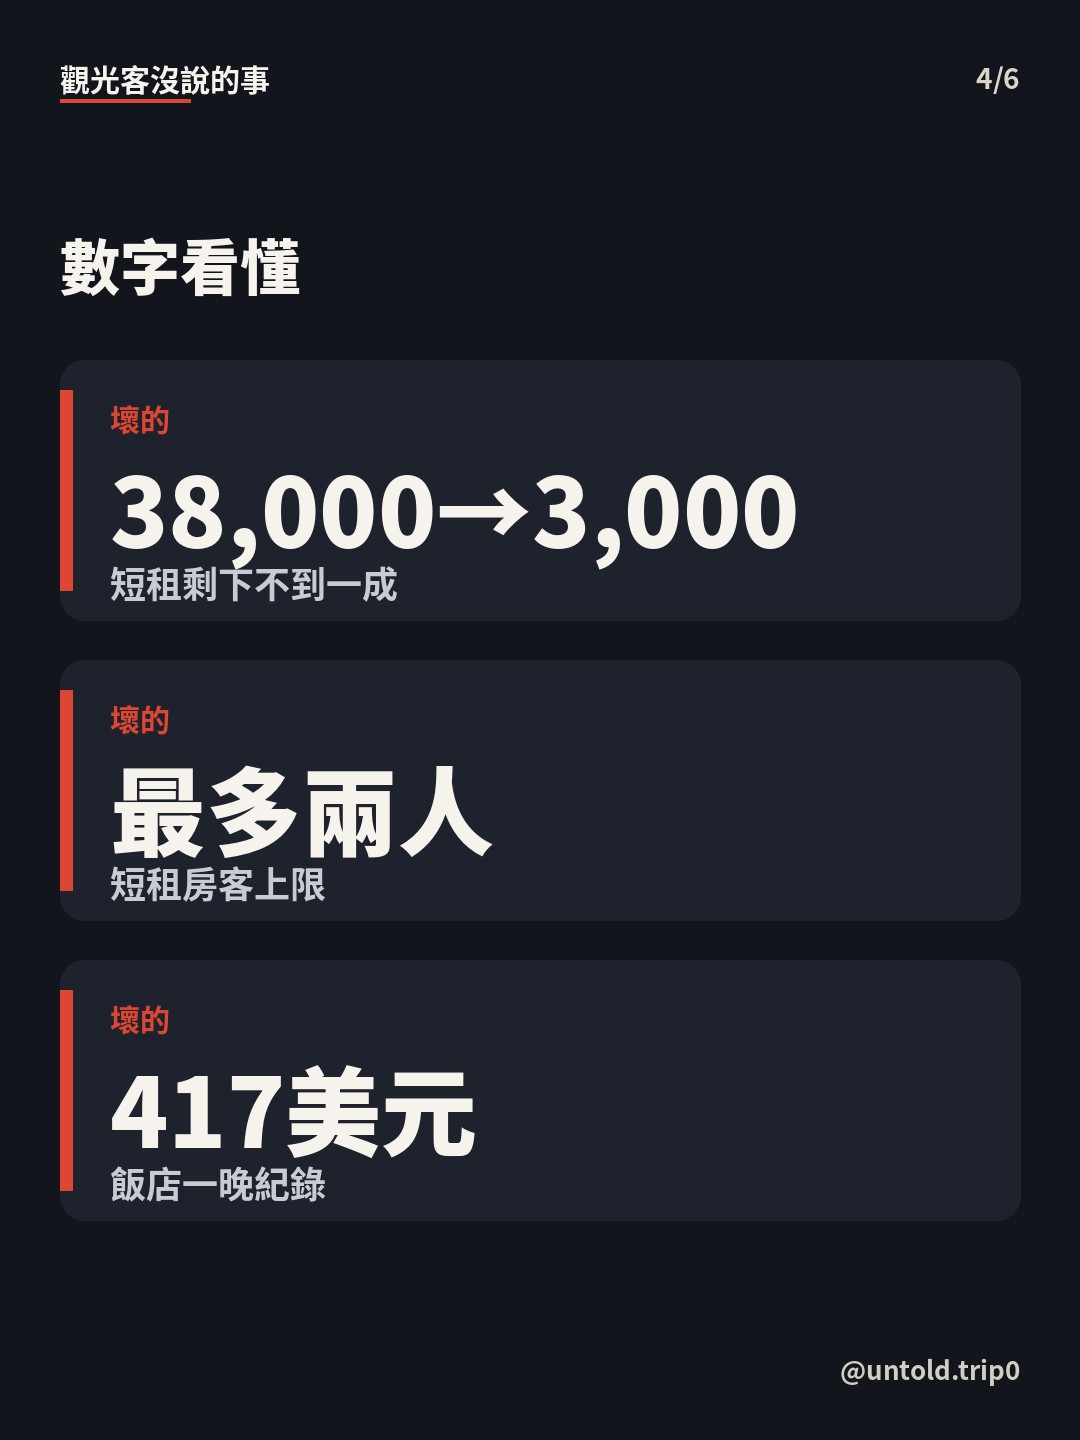 觀光客沒說的事
4/6
數字看懂
壞的
38,000→3,000
短租剩下不到一成
壞的
最多兩人
短租房客上限
壞的
417美元
飯店一晚紀錄
@untold.trip0